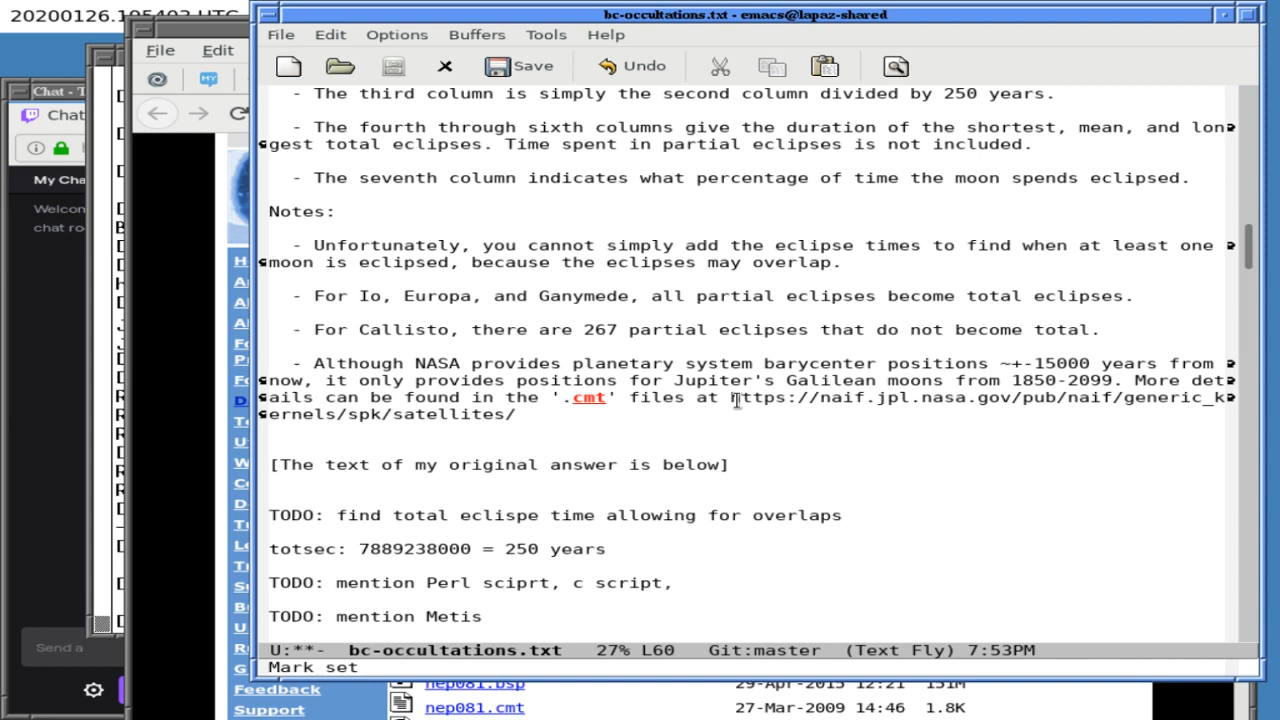 20200126.195403 UTC
bc-occultations.txt - emacs@lapaz-shared
File Edit Options Buffers Tools Help
Save Undo
- The third column is simply the second column divided by 250 years.
- The fourth through sixth columns give the duration of the shortest, mean, and lon
gest total eclipses. Time spent in partial eclipses is not included.
- The seventh column indicates what percentage of time the moon spends eclipsed.
Notes:
- Unfortunately, you cannot simply add the eclipse times to find when at least one
moon is eclipsed, because the eclipses may overlap.
- For Io, Europa, and Ganymede, all partial eclipses become total eclipses.
- For Callisto, there are 267 partial eclipses that do not become total.
- Although NASA provides planetary system barycenter positions ~+-15000 years from
now, it only provides positions for Jupiter's Galilean moons from 1850-2099. More det
ails can be found in the '.cmt' files at https://naif.jpl.nasa.gov/pub/naif/generic_k
ernels/spk/satellites/
[The text of my original answer is below]
TODO: find total eclispe time allowing for overlaps
totsec: 7889238000 = 250 years
TODO: mention Perl sciprt, c script,
TODO: mention Metis
U:**- bc-occultations.txt 27% L60 Git:master (Text Fly) 7:53PM
Mark set
File Edit
MY
Chat - T
Chat
My Cha
Welcon
chat ro
Send a
Feedback
Support
nep081.bsp 29-Apr-2015 12:21 151M
nep081.cmt 27-Mar-2009 14:46 1.8K